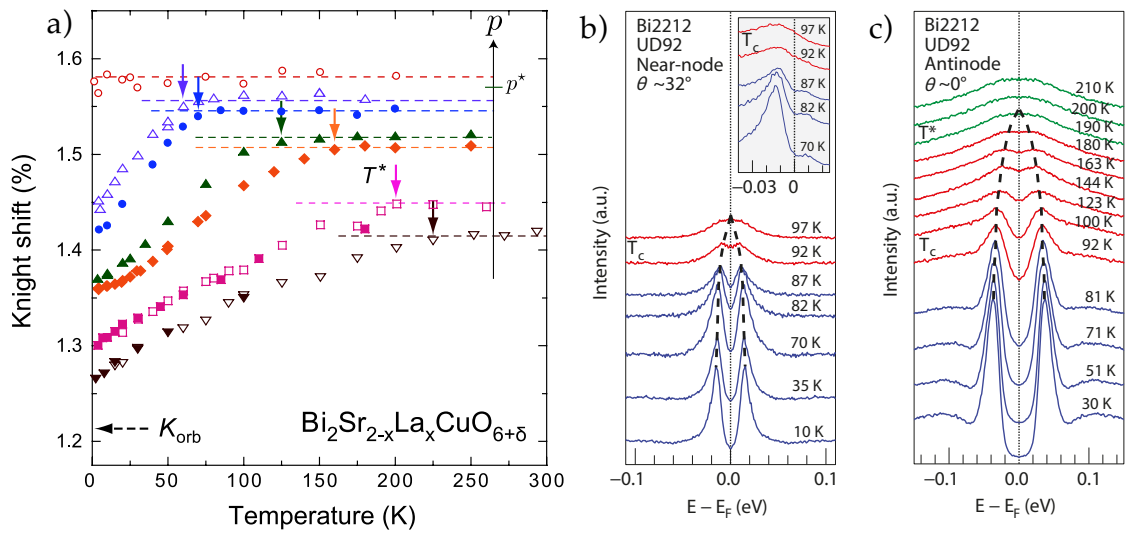 a)
p
p*
T*
K_orb
Bi₂Sr₂₋ₓLaₓCuO₆₊δ
Knight shift (%)
1.6
1.5
1.4
1.3
1.2
0 50 100 150 200 250 300
Temperature (K)
b)
Bi2212
UD92
Near-node
θ ~32°
T_c
97 K
92 K
87 K
82 K
70 K
−0.03 0
97 K
T_c
92 K
87 K
82 K
70 K
35 K
10 K
Intensity (a.u.)
−0.1 0 0.1
E − E_F (eV)
c)
Bi2212
UD92
Antinode
θ ~0°
210 K
200 K
T*
190 K
180 K
163 K
144 K
123 K
100 K
T_c
92 K
81 K
71 K
51 K
30 K
Intensity (a.u.)
−0.1 0 0.1
E − E_F (eV)